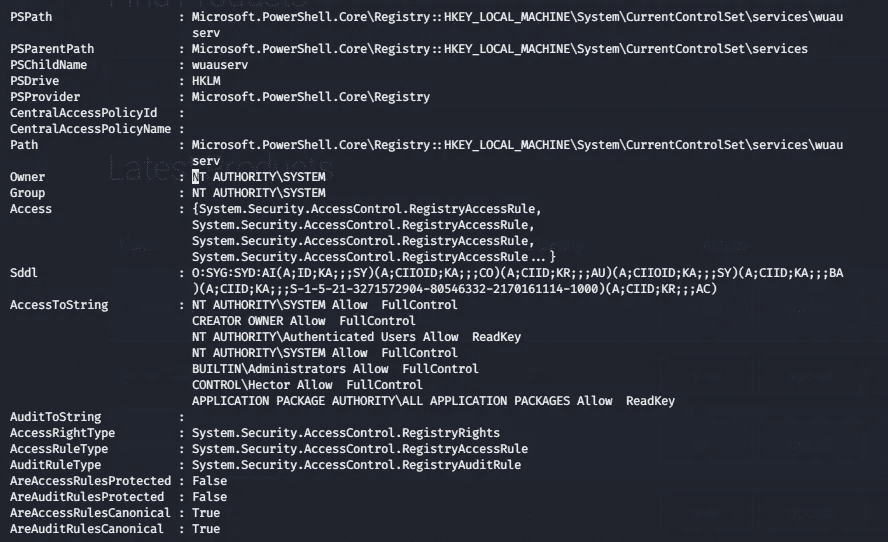 PSPath : Microsoft.PowerShell.Core\Registry::HKEY_LOCAL_MACHINE\System\CurrentControlSet\services\wuau
serv
PSParentPath : Microsoft.PowerShell.Core\Registry::HKEY_LOCAL_MACHINE\System\CurrentControlSet\services
PSChildName : wuauserv
PSDrive : HKLM
PSProvider : Microsoft.PowerShell.Core\Registry
CentralAccessPolicyId :
CentralAccessPolicyName :
Path : Microsoft.PowerShell.Core\Registry::HKEY_LOCAL_MACHINE\System\CurrentControlSet\services\wuau
serv
Owner : NT AUTHORITY\SYSTEM
Group : NT AUTHORITY\SYSTEM
Access : {System.Security.AccessControl.RegistryAccessRule,
System.Security.AccessControl.RegistryAccessRule,
System.Security.AccessControl.RegistryAccessRule,
System.Security.AccessControl.RegistryAccessRule...}
Sddl : O:SYG:SYD:AI(A;ID;KA;;;SY)(A;CIIOID;KA;;;CO)(A;CIID;KR;;;AU)(A;CIIOID;KA;;;SY)(A;CIID;KA;;;BA
)(A;CIID;KA;;;S-1-5-21-3271572904-80546332-2170161114-1000)(A;CIID;KR;;;AC)
AccessToString : NT AUTHORITY\SYSTEM Allow FullControl
CREATOR OWNER Allow FullControl
NT AUTHORITY\Authenticated Users Allow ReadKey
NT AUTHORITY\SYSTEM Allow FullControl
BUILTIN\Administrators Allow FullControl
CONTROL\Hector Allow FullControl
APPLICATION PACKAGE AUTHORITY\ALL APPLICATION PACKAGES Allow ReadKey
AuditToString :
AccessRightType : System.Security.AccessControl.RegistryRights
AccessRuleType : System.Security.AccessControl.RegistryAccessRule
AuditRuleType : System.Security.AccessControl.RegistryAuditRule
AreAccessRulesProtected : False
AreAuditRulesProtected : False
AreAccessRulesCanonical : True
AreAuditRulesCanonical : True